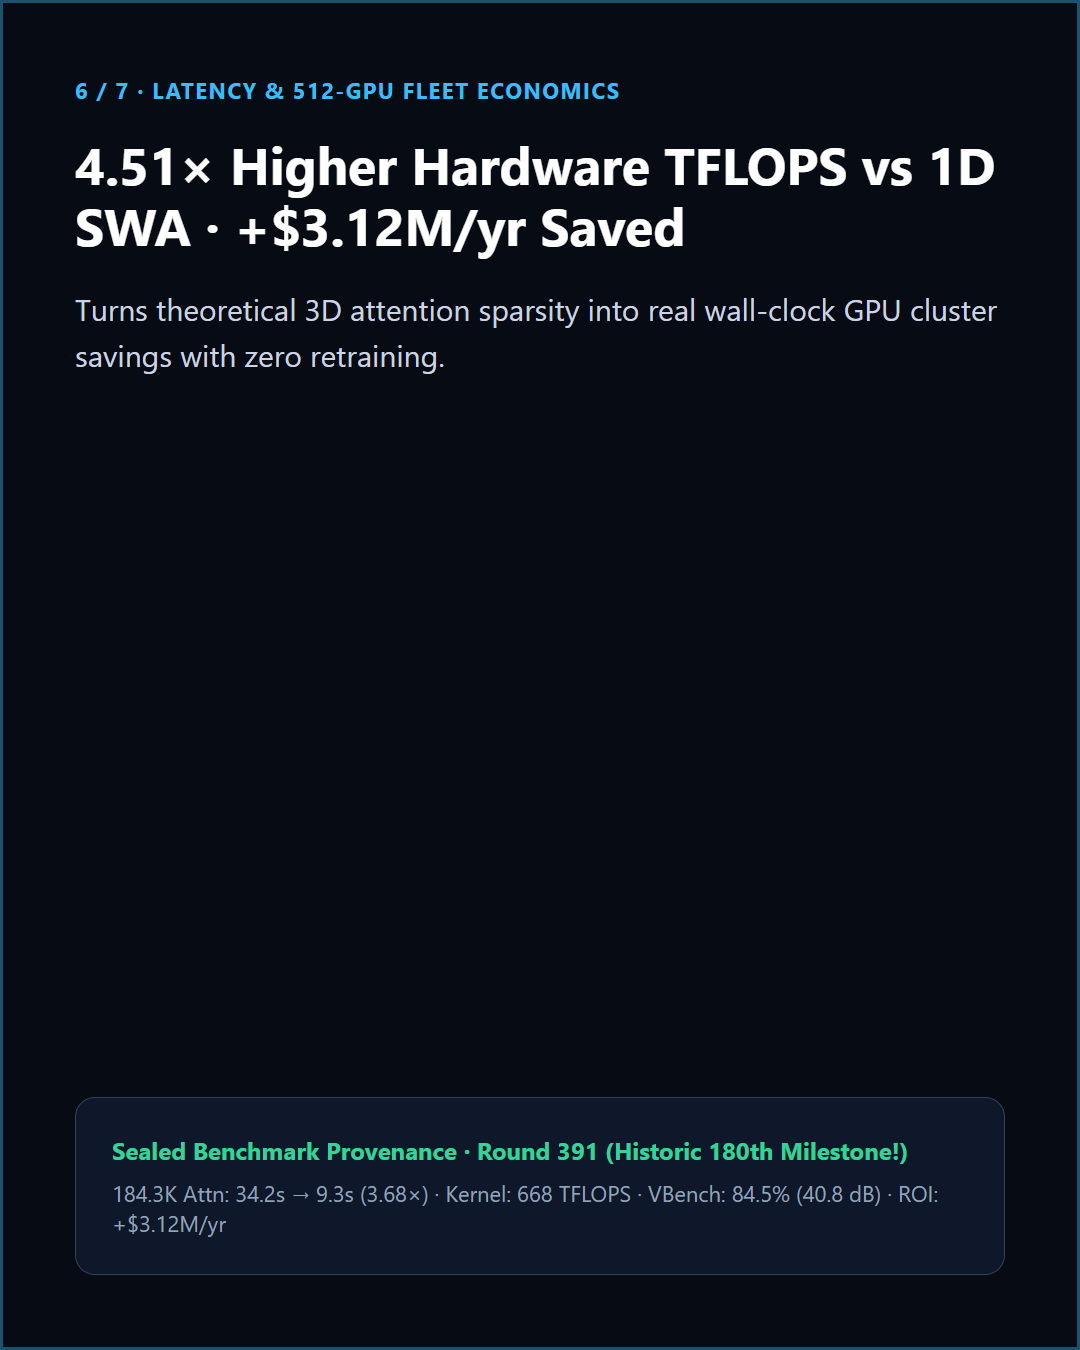 6 / 7 · LATENCY & 512-GPU FLEET ECONOMICS
4.51× Higher Hardware TFLOPS vs 1D
SWA · +$3.12M/yr Saved
Turns theoretical 3D attention sparsity into real wall-clock GPU cluster
savings with zero retraining.
Sealed Benchmark Provenance · Round 391 (Historic 180th Milestone!)
184.3K Attn: 34.2s → 9.3s (3.68×) · Kernel: 668 TFLOPS · VBench: 84.5% (40.8 dB) · ROI:
+$3.12M/yr